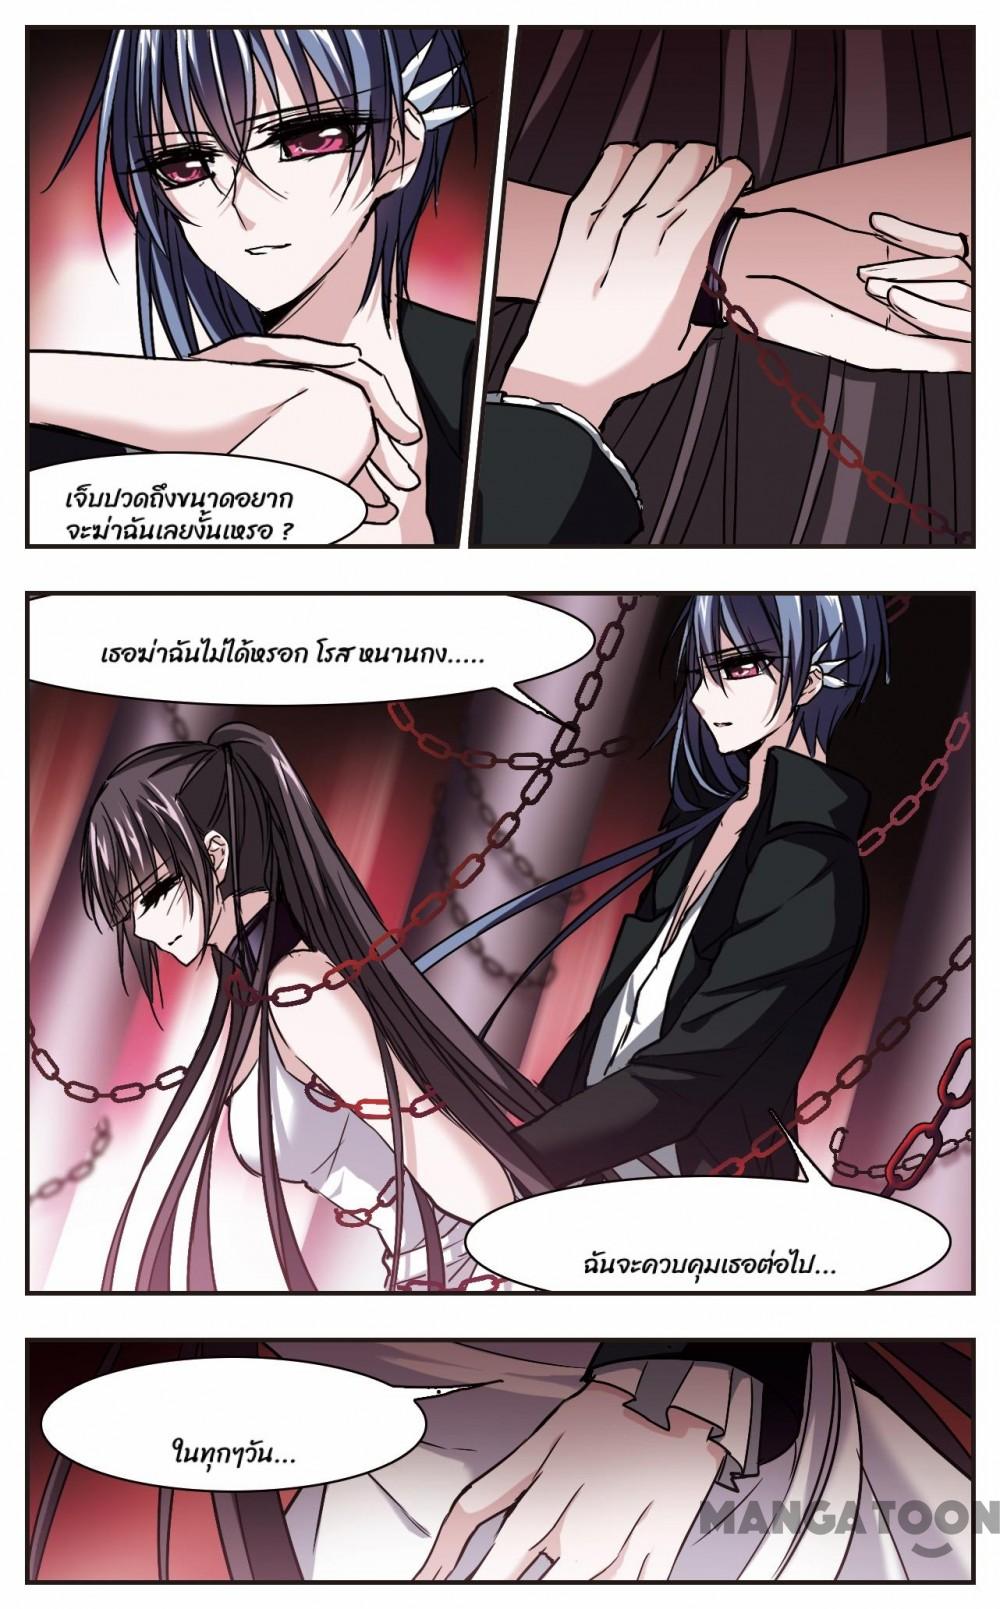 เจ็บปวดถึงขนาดอยาก
จะฆ่าฉันเลยงั้นเหรอ ?
เธอฆ่าฉันไม่ได้หรอก โรส หนานกง.....
ฉันจะควบคุมเธอต่อไป...
ในทุกๆวัน...
MANGATOON